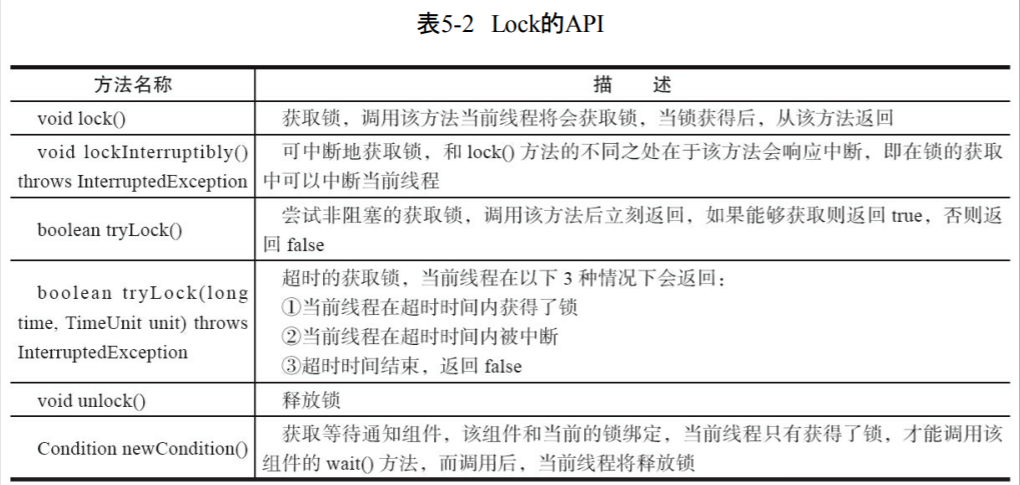 表5-2 Lock的API
方法名称
描 述
void lock()
获取锁，调用该方法当前线程将会获取锁，当锁获得后，从该方法返回
void lockInterruptibly()
throws InterruptedException
可中断地获取锁，和 lock() 方法的不同之处在于该方法会响应中断，即在锁的获取
中可以中断当前线程
boolean tryLock()
尝试非阻塞的获取锁，调用该方法后立刻返回，如果能够获取则返回 true，否则返
回 false
boolean tryLock(long
time, TimeUnit unit) throws
InterruptedException
超时的获取锁，当前线程在以下 3 种情况下会返回：
①当前线程在超时时间内获得了锁
②当前线程在超时时间内被中断
③超时时间结束，返回 false
void unlock()
释放锁
Condition newCondition()
获取等待通知组件，该组件和当前的锁绑定，当前线程只有获得了锁，才能调用该
组件的 wait() 方法，而调用后，当前线程将释放锁